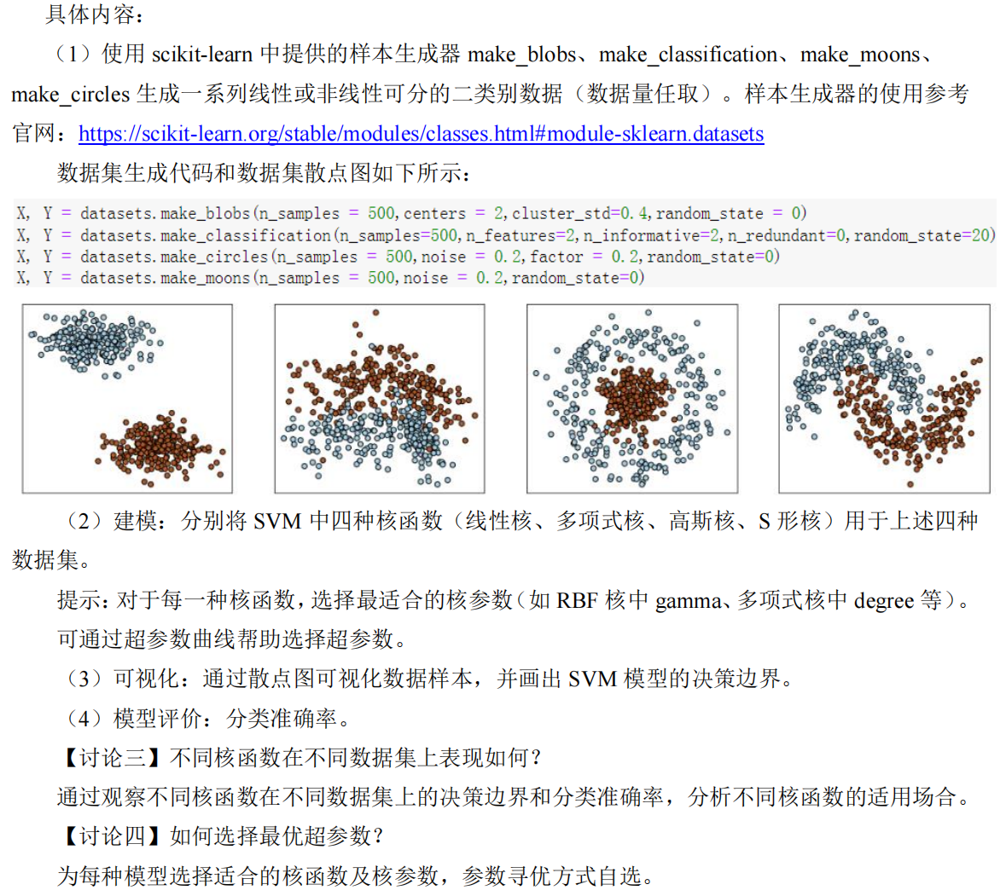 具体内容：
（1）使用 scikit-learn 中提供的样本生成器 make_blobs、make_classification、make_moons、
make_circles 生成一系列线性或非线性可分的二类别数据（数据量任取）。样本生成器的使用参考
官网：https://scikit-learn.org/stable/modules/classes.html#module-sklearn.datasets
数据集生成代码和数据集散点图如下所示：
X, Y = datasets.make_blobs(n_samples = 500,centers = 2,cluster_std=0.4,random_state = 0)
X, Y = datasets.make_classification(n_samples=500,n_features=2,n_informative=2,n_redundant=0,random_state=20)
X, Y = datasets.make_circles(n_samples = 500,noise = 0.2,factor = 0.2,random_state=0)
X, Y = datasets.make_moons(n_samples = 500,noise = 0.2,random_state=0)
（2）建模：分别将 SVM 中四种核函数（线性核、多项式核、高斯核、S 形核）用于上述四种
数据集。
提示：对于每一种核函数，选择最适合的核参数（如 RBF 核中 gamma、多项式核中 degree 等）。
可通过超参数曲线帮助选择超参数。
（3）可视化：通过散点图可视化数据样本，并画出 SVM 模型的决策边界。
（4）模型评价：分类准确率。
【讨论三】不同核函数在不同数据集上表现如何？
通过观察不同核函数在不同数据集上的决策边界和分类准确率，分析不同核函数的适用场合。
【讨论四】如何选择最优超参数？
为每种模型选择适合的核函数及核参数，参数寻优方式自选。